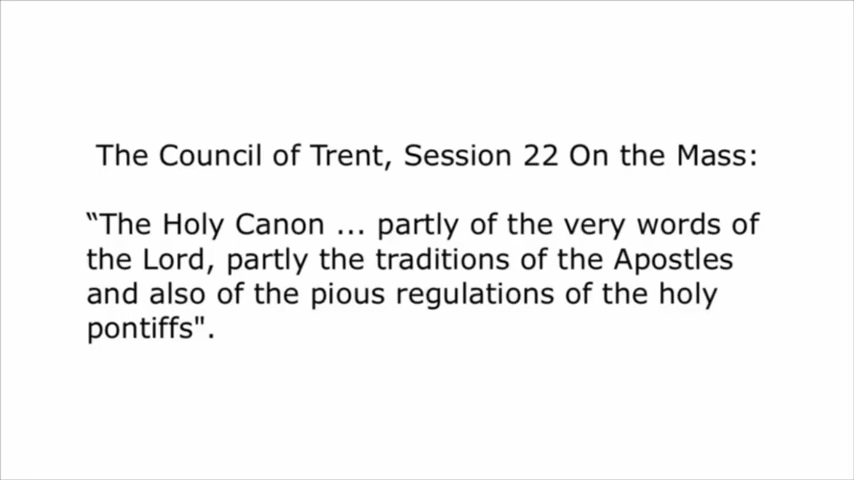 The Council of Trent, Session 22 On the Mass:
“The Holy Canon ... partly of the very words of
the Lord, partly the traditions of the Apostles
and also of the pious regulations of the holy
pontiffs".